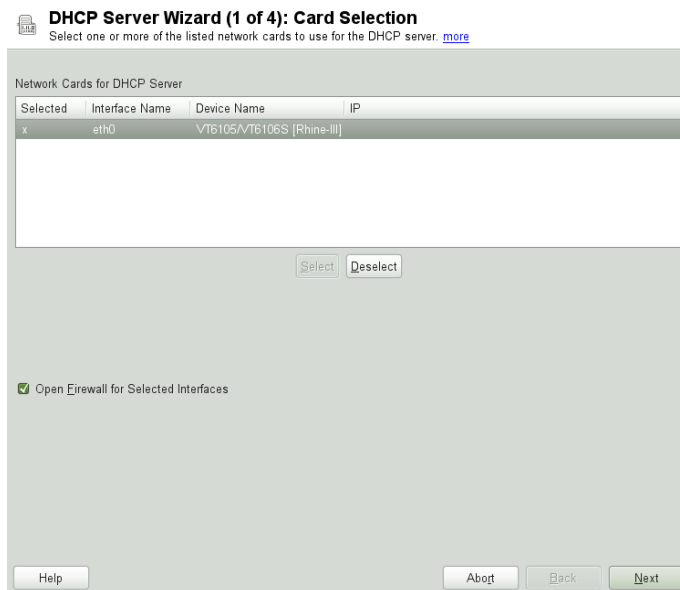 DHCP Server Wizard (1 of 4): Card Selection
Select one or more of the listed network cards to use for the DHCP server. more
Network Cards for DHCP Server
Selected Interface Name Device Name IP
x eth0 VT6105/VT6106S [Rhine-III]
Select Deselect
Open Firewall for Selected Interfaces
Help Abort Back Next